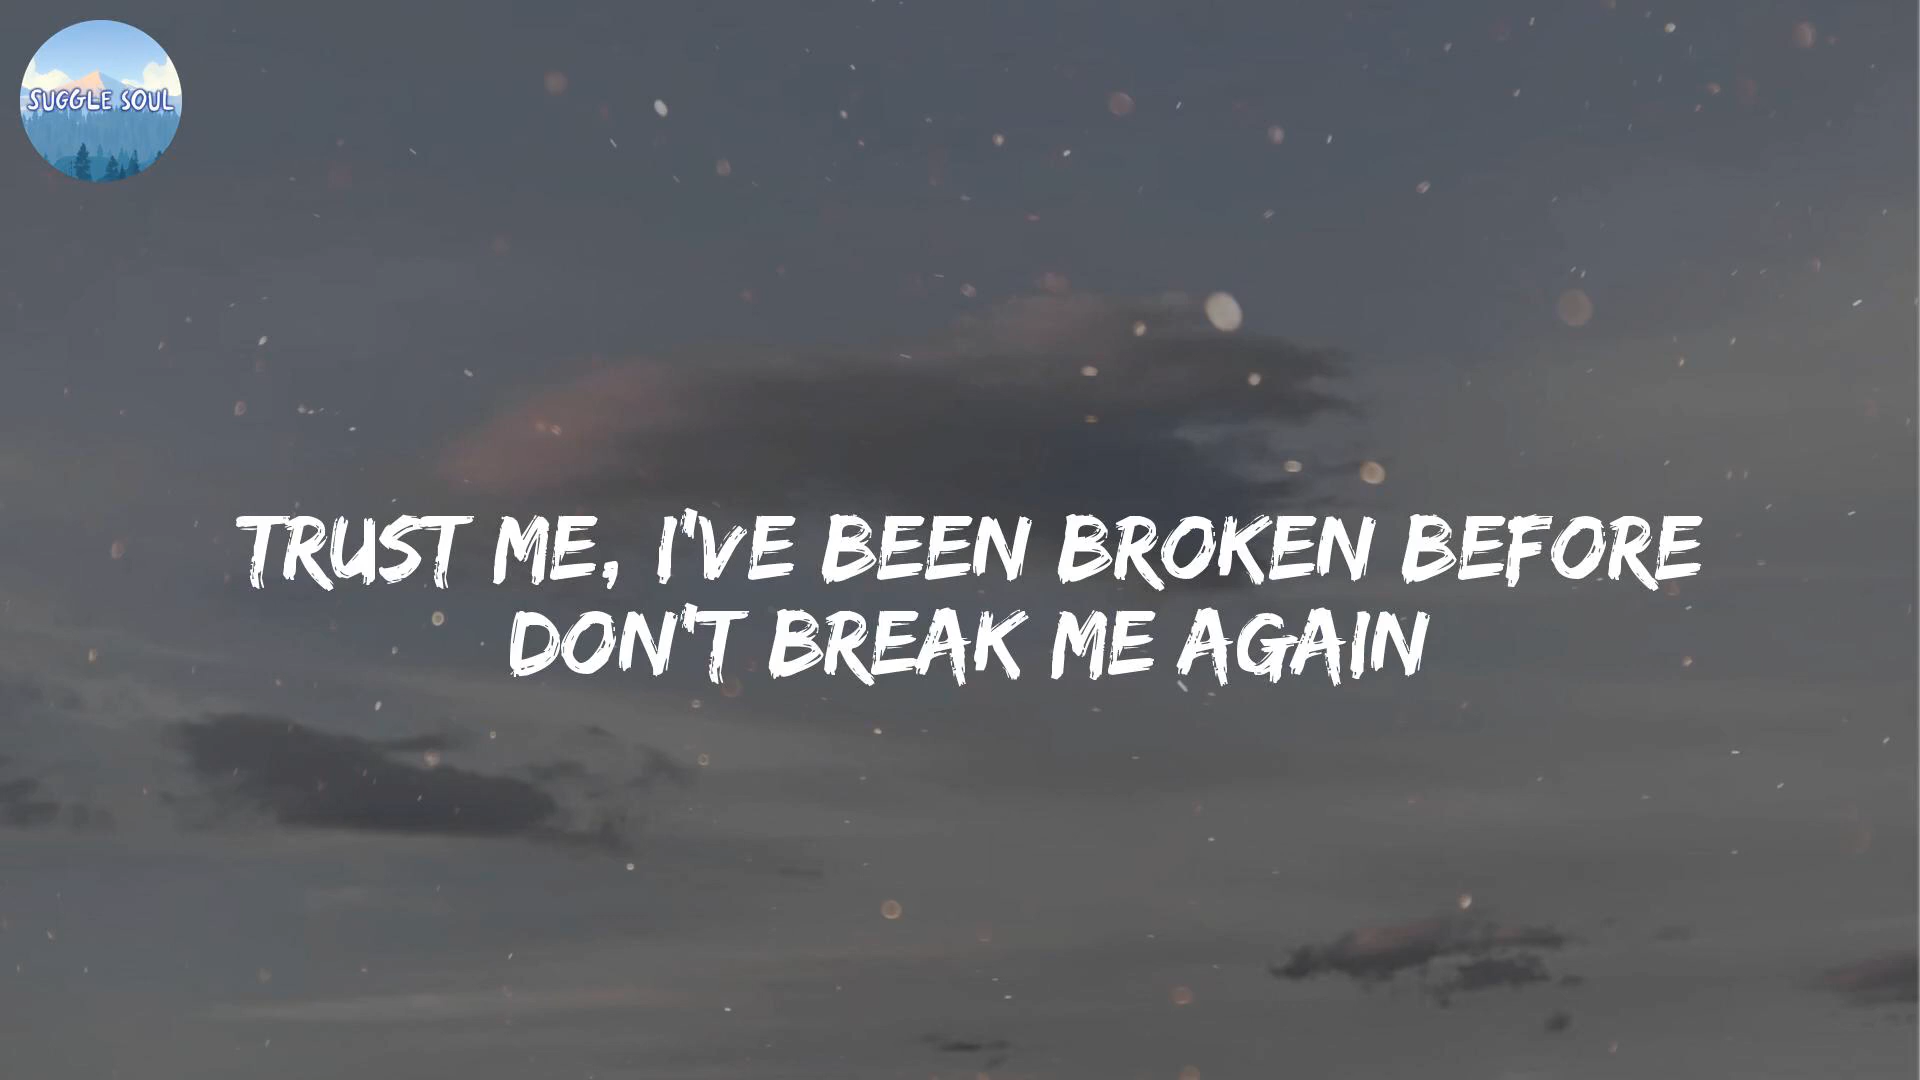 SUGGLE SOUL
TRUST ME, I'VE BEEN BROKEN BEFORE
DON'T BREAK ME AGAIN